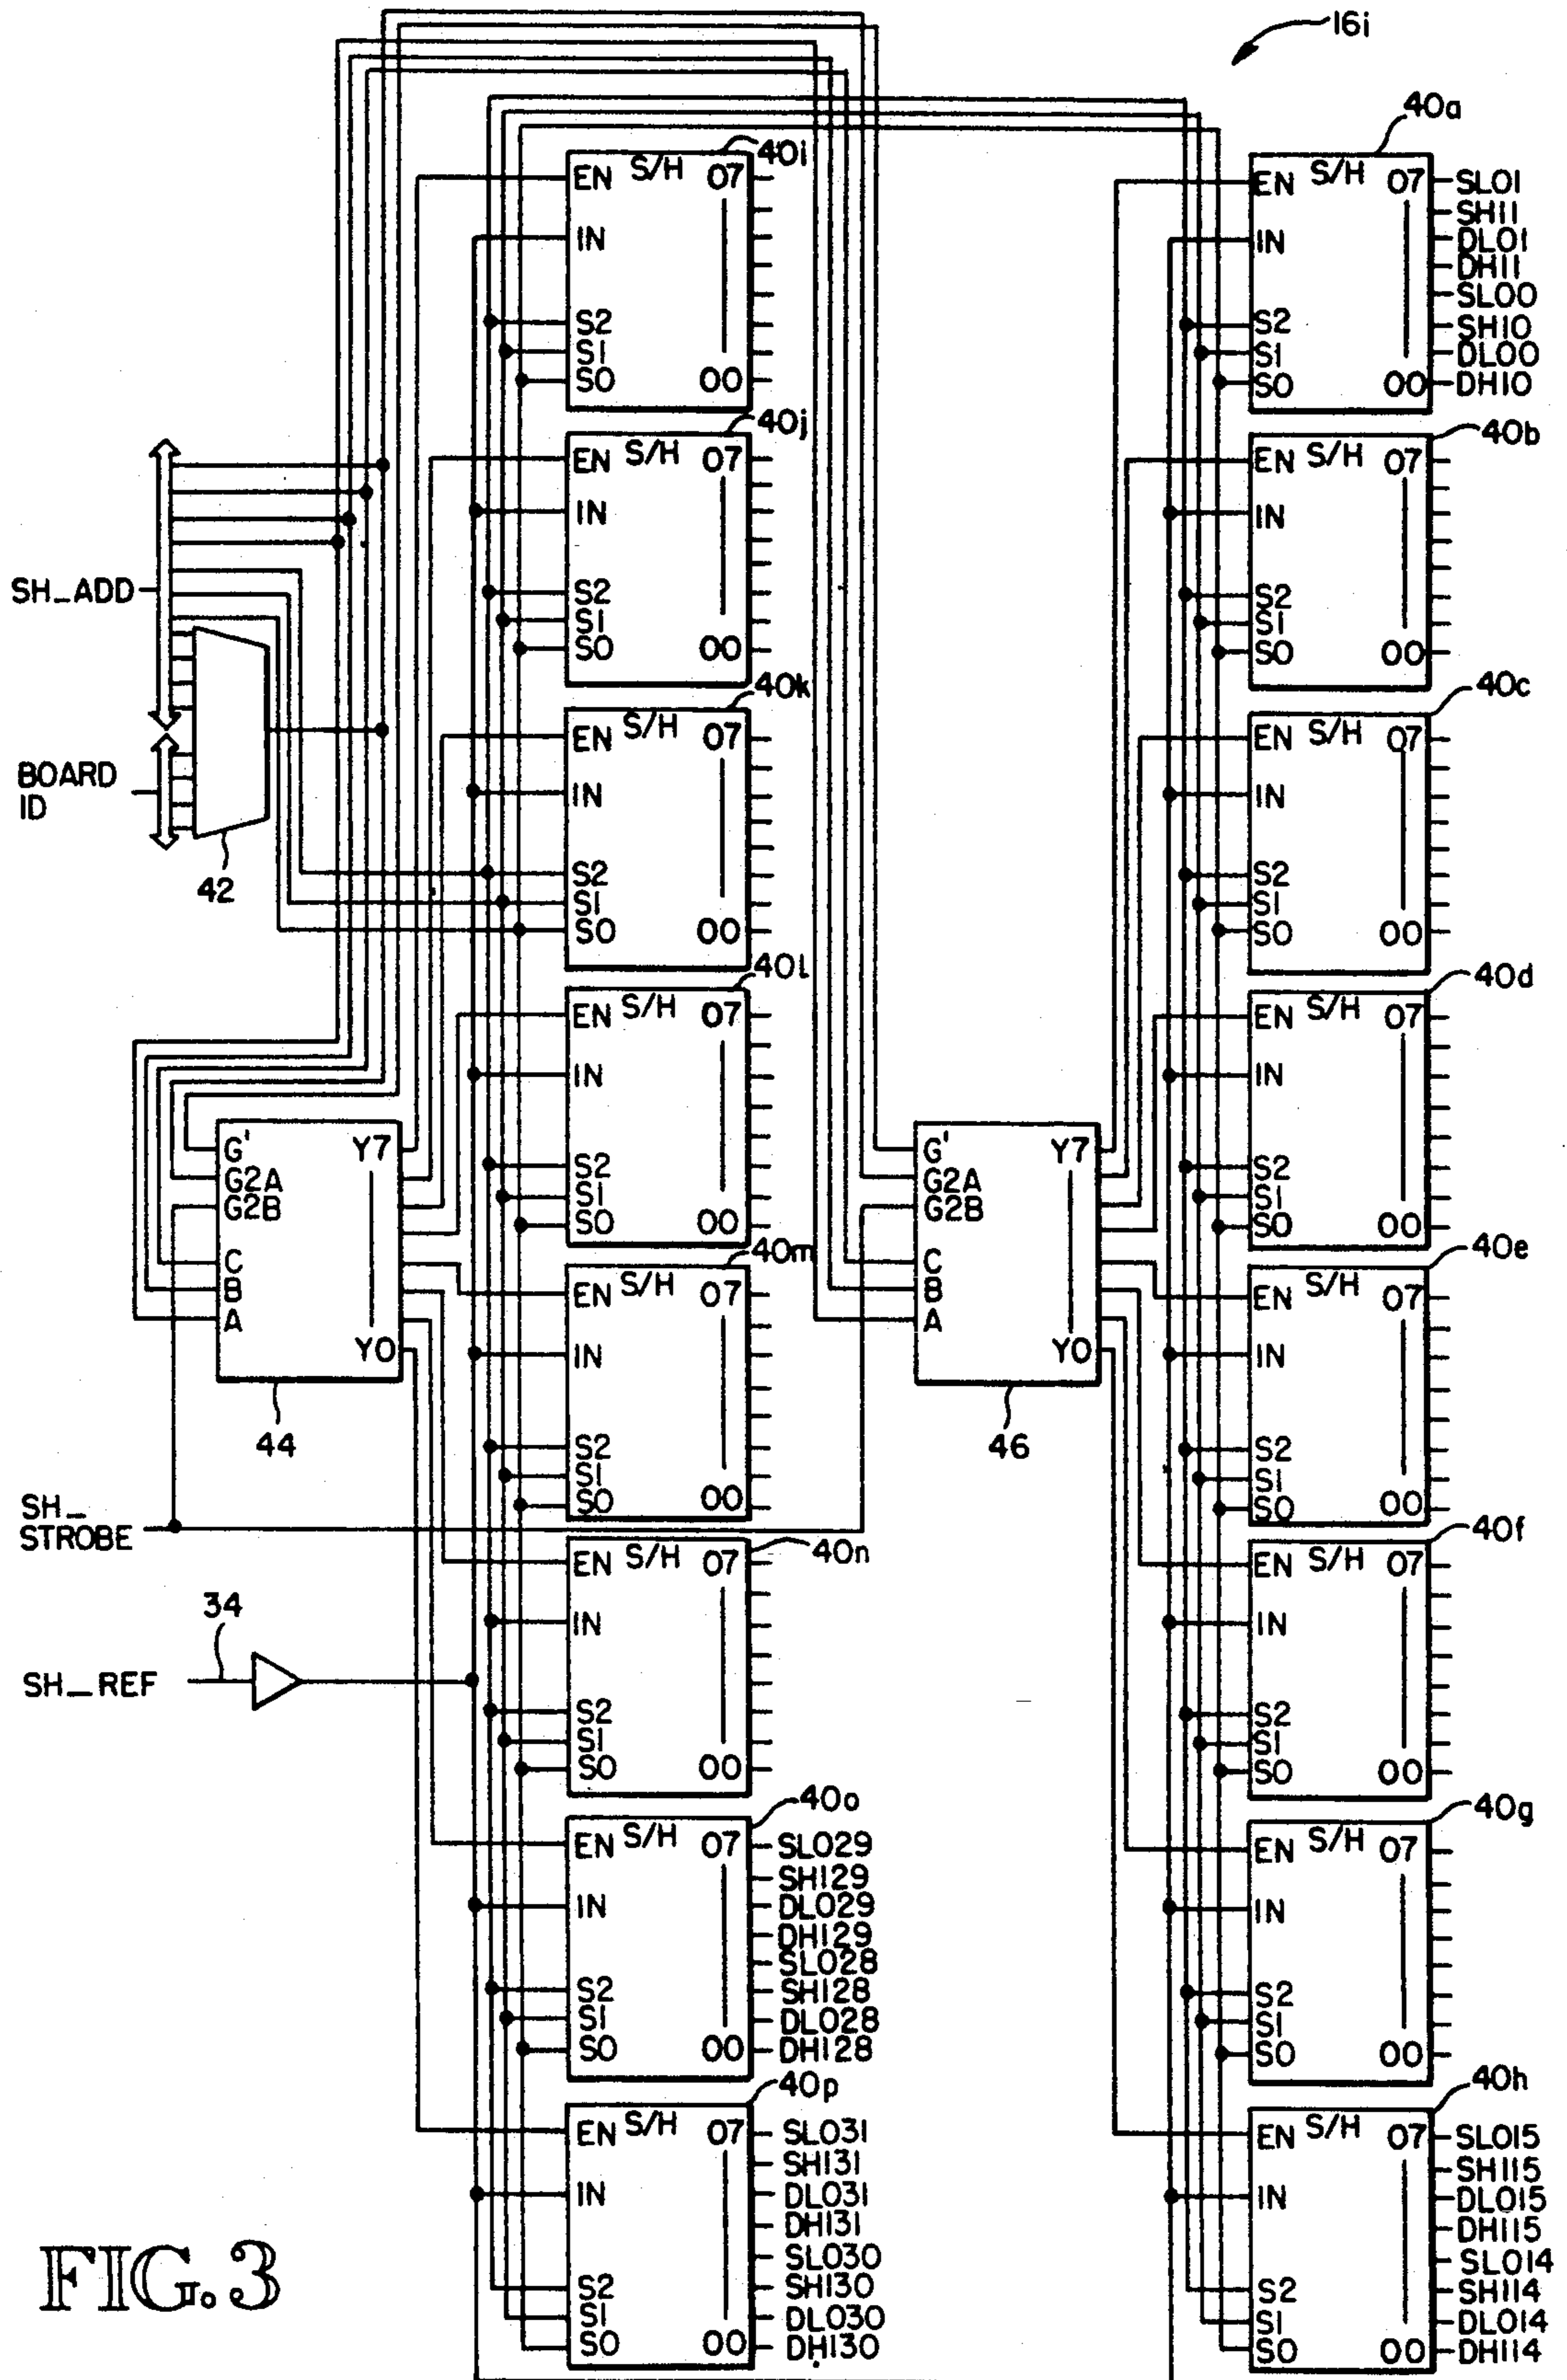 16i
40i
EN S/H 07
IN
S2
S1
S0 00
40j
EN S/H 07
IN
S2
S1
S0 00
40k
EN S/H 07
IN
S2
S1
S0 00
40l
EN S/H 07
IN
S2
S1
S0 00
40m
EN S/H 07
IN
S2
S1
S0 00
40n
EN S/H 07
IN
S2
S1
S0 00
40o
EN S/H 07 SL029
SH129
IN DL029
DH129
SL028
S2 SH128
S1 DL028
S0 00 DH128
40p
EN S/H 07 SL031
SH131
IN DL031
DH131
SL030
S2 SH130
S1 DL030
S0 00 DH130
SH_ADD
BOARD
ID
42
G' Y7
G2A
G2B
C
B
A
Y0
44
SH_
STROBE
34
SH_REF
G' Y7
G2A
G2B
C
B
A
Y0
46
40a
EN S/H 07 SL01
SH11
IN DL01
DH11
SL00
S2 SH10
S1 DL00
S0 00 DH10
40b
EN S/H 07
IN
S2
S1
S0 00
40c
EN S/H 07
IN
S2
S1
S0 00
40d
EN S/H 07
IN
S2
S1
S0 00
40e
EN S/H 07
IN
S2
S1
S0 00
40f
EN S/H 07
IN
S2
S1
S0 00
40g
EN S/H 07
IN
S2
S1
S0 00
40h
EN S/H 07 SL015
SH115
IN DL015
DH115
SL014
S2 SH114
S1 DL014
S0 00 DH114
FIG. 3